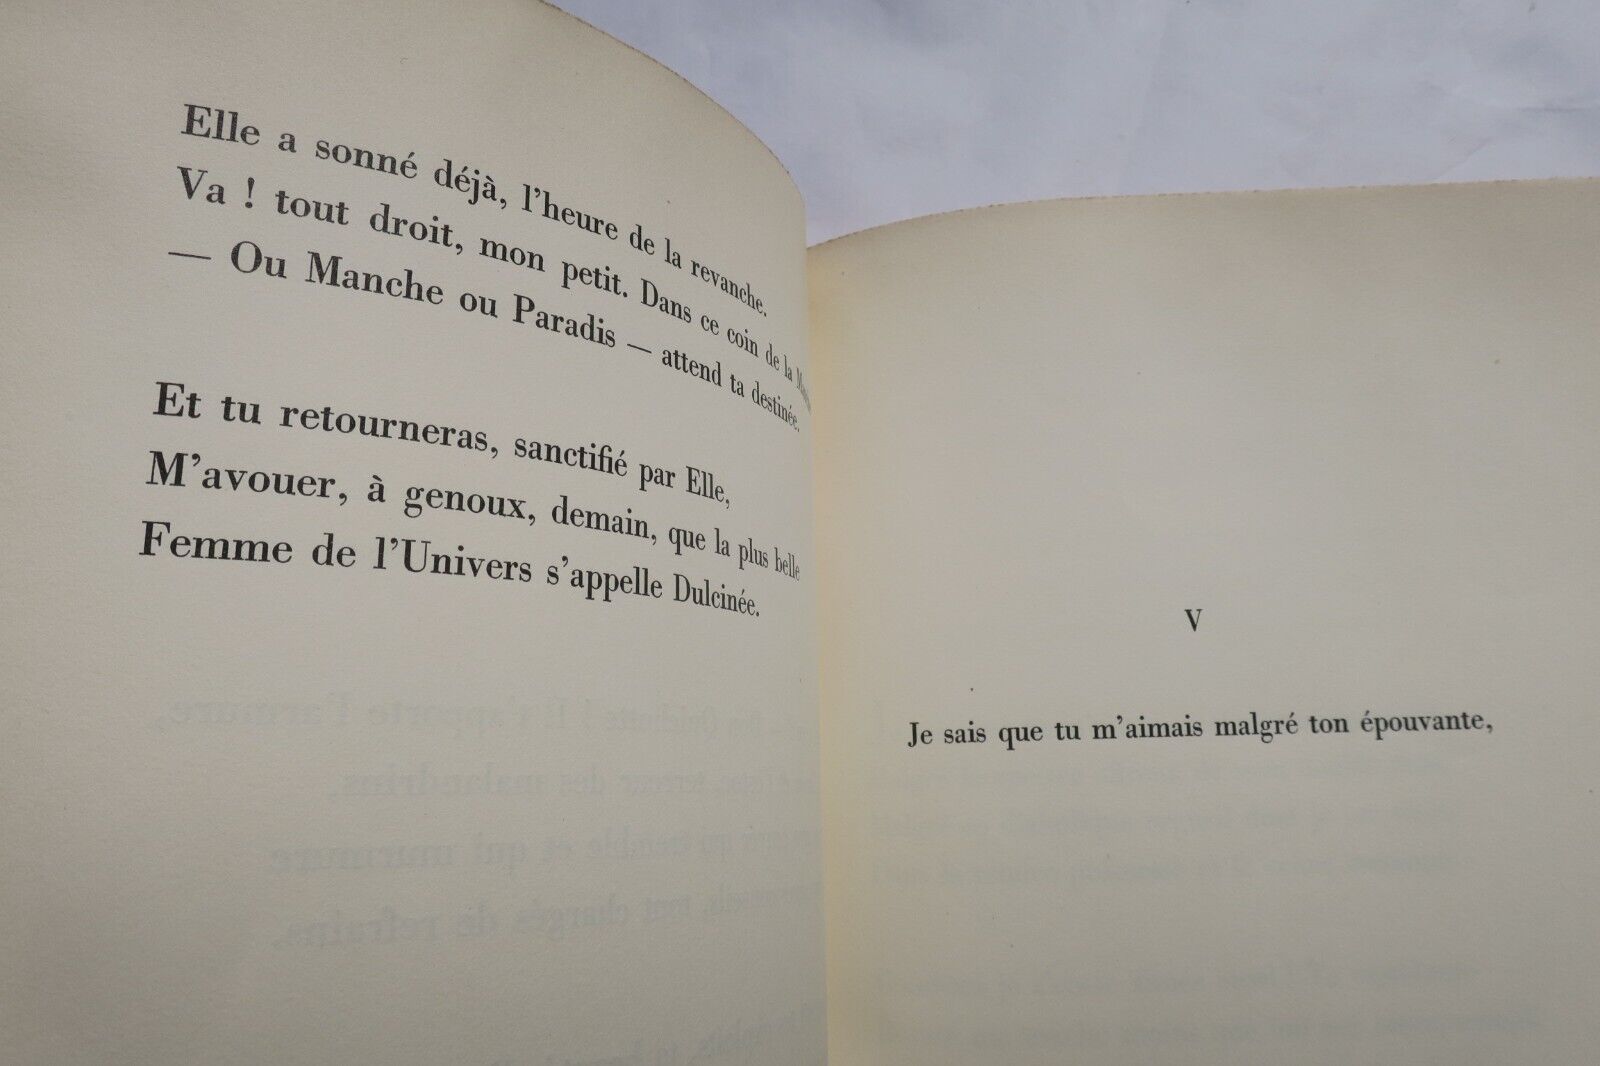 Elle a sonné déjà, l'heure de la revanche.
Va ! tout droit, mon petit. Dans ce coin de la
— Ou Manche ou Paradis — attend ta destinée.
Et tu retourneras, sanctifié par Elle,
M'avouer, à genoux, demain, que la plus belle
Femme de l'Univers s'appelle Dulcinée.
V
Je sais que tu m'aimais malgré ton épouvante,